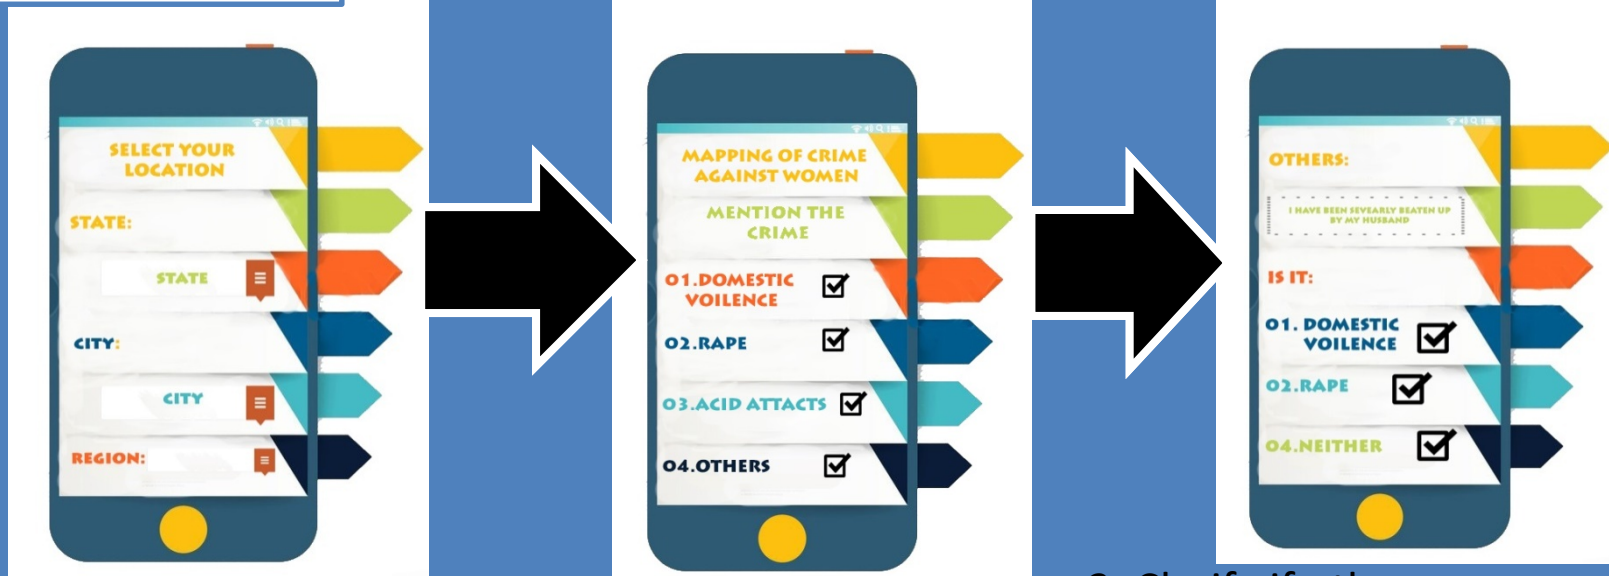 SELECT YOUR
LOCATION
STATE:
STATE
CITY:
CITY
REGION:
MAPPING OF CRIME
AGAINST WOMEN
MENTION THE
CRIME
01.DOMESTIC
VOILENCE
02.RAPE
03.ACID ATTACTS
04.OTHERS
OTHERS:
I HAVE BEEN SEVEARLY BEATEN UP
BY MY HUSBAND
IS IT:
01. DOMESTIC
VOILENCE
02.RAPE
04.NEITHER